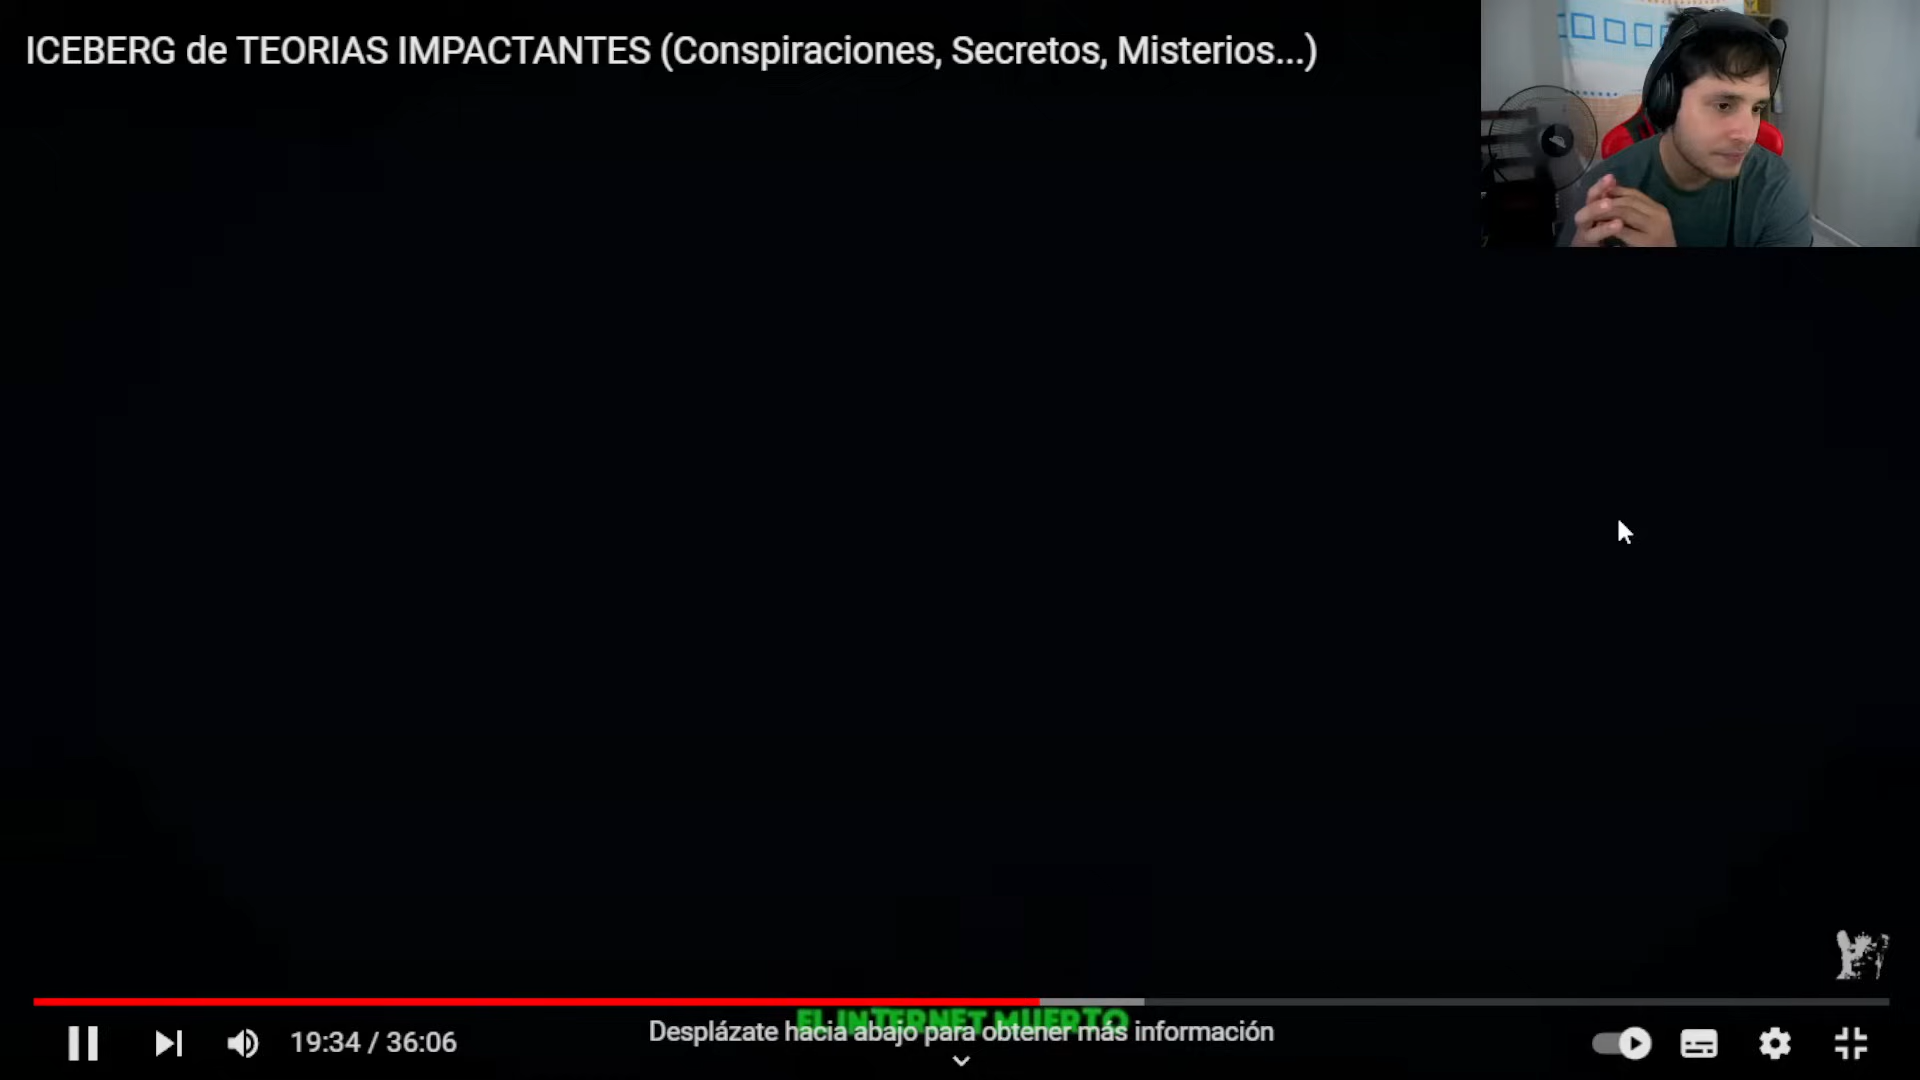 ICEBERG de TEORIAS IMPACTANTES (Conspiraciones, Secretos, Misterios...)
EL INTERNET MUERTO
19:34 / 36:06
Desplázate hacia abajo para obtener más información